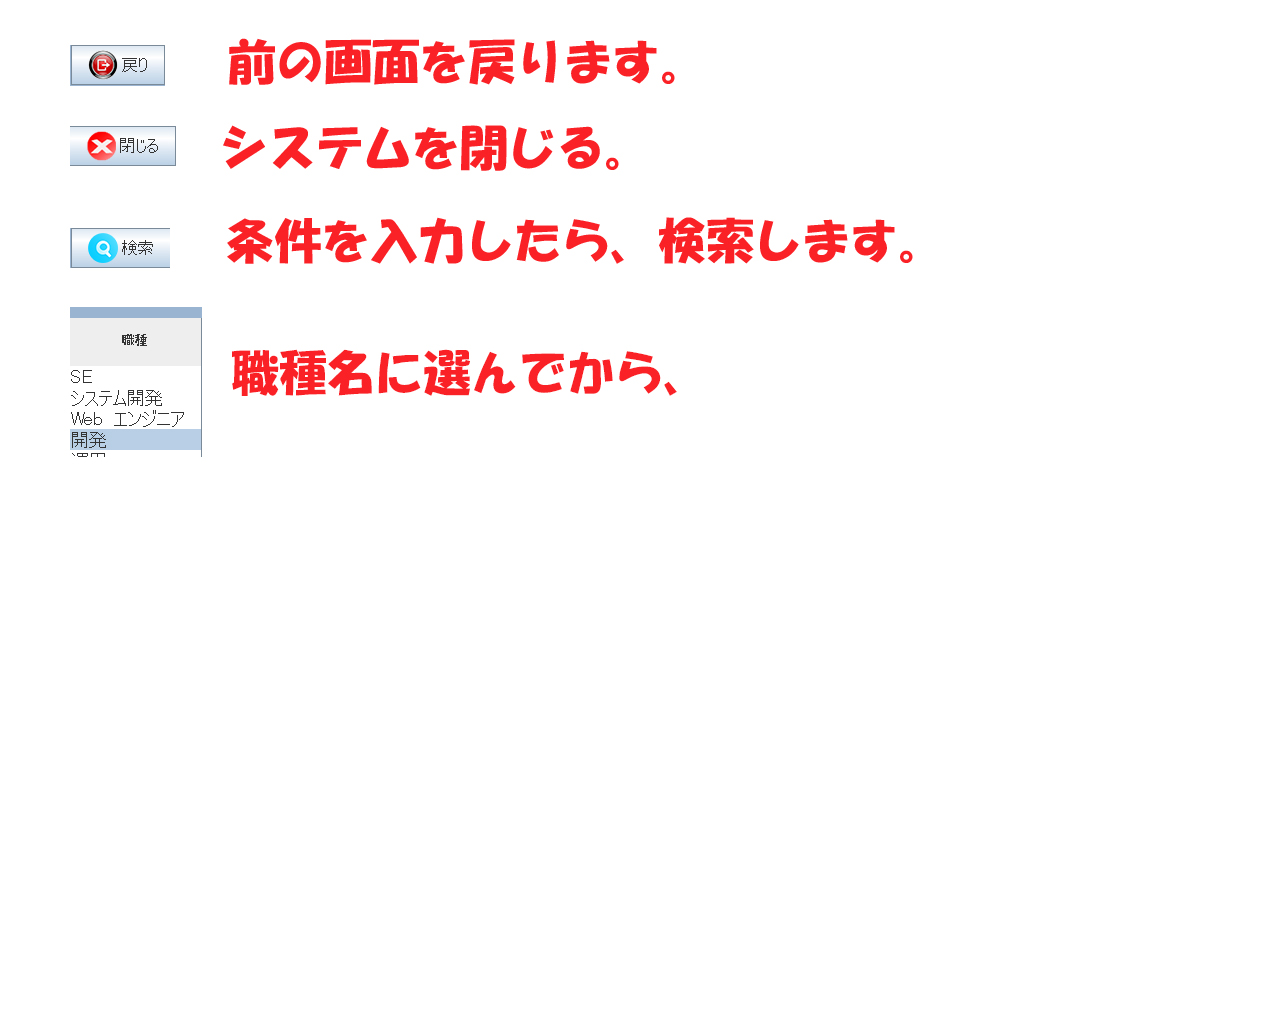 戻り
前の画面を戻ります。
閉じる
システムを閉じる。
検索
条件を入力したら、検索します。
職種
SE
システム開発
Web エンジニア
開発
職種名に選んでから、